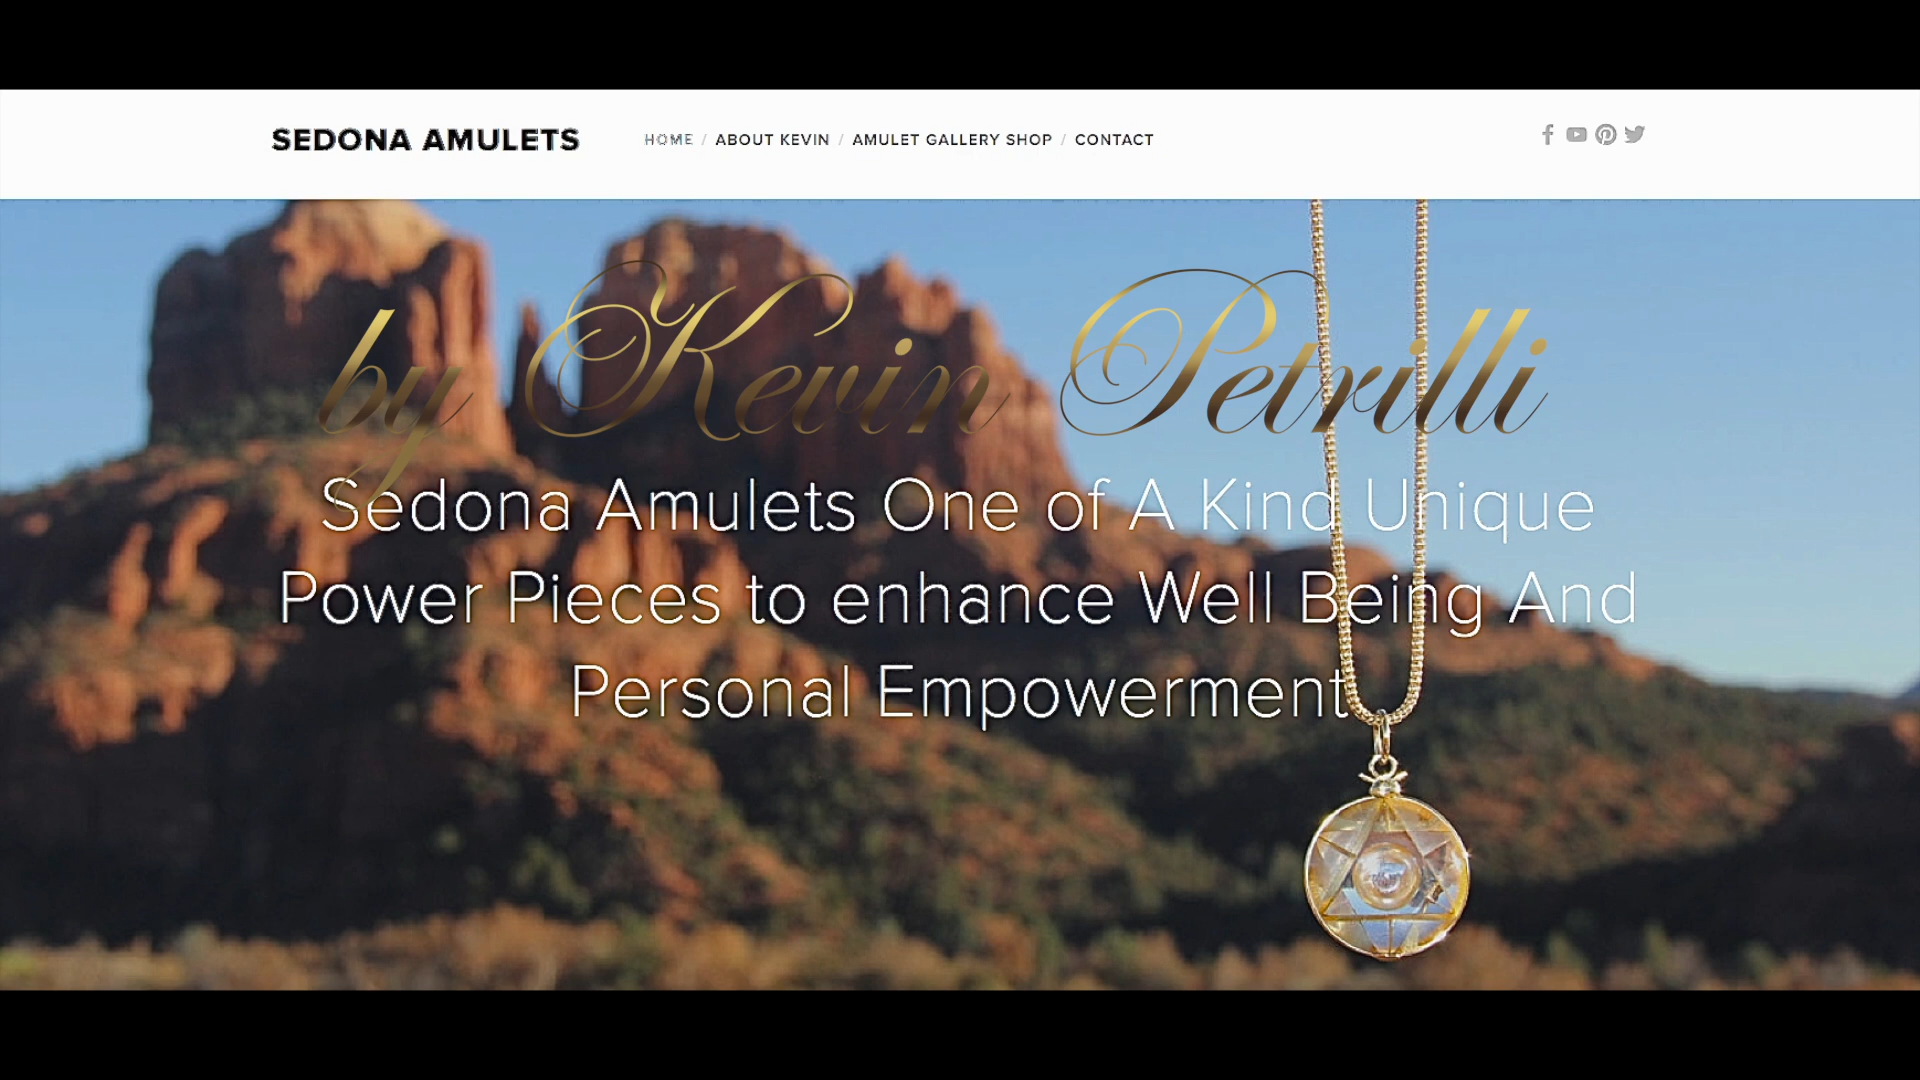 SEDONA AMULETS
HOME / ABOUT KEVIN / AMULET GALLERY SHOP / CONTACT
by Kevin Petrilli
Sedona Amulets One of A Kind Unique
Power Pieces to enhance Well Being And
Personal Empowerment